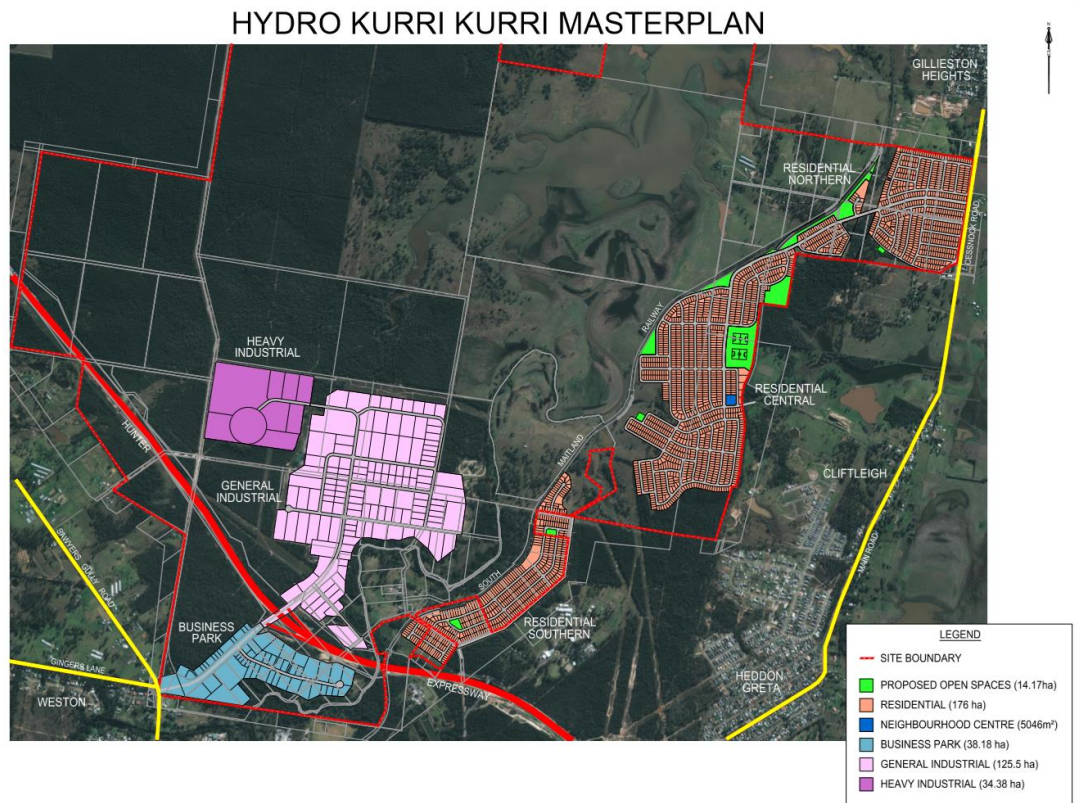 HYDRO KURRI KURRI MASTERPLAN
N
GILLIESTON
HEIGHTS
RESIDENTIAL
NORTHERN
CESSNOCK ROAD
RAILWAY
HEAVY
INDUSTRIAL
RESIDENTIAL
CENTRAL
HUNTER
MAITLAND
CLIFTLEIGH
GENERAL
INDUSTRIAL
SAWYERS GULLY ROAD
MAIN ROAD
SOUTH
BUSINESS
PARK
RESIDENTIAL
SOUTHERN
GINGERS LANE
WESTON
EXPRESSWAY
HEDDON
GRETA
LEGEND
SITE BOUNDARY
PROPOSED OPEN SPACES (14.17ha)
RESIDENTIAL (176 ha)
NEIGHBOURHOOD CENTRE (5046m²)
BUSINESS PARK (38.18 ha)
GENERAL INDUSTRIAL (125.5 ha)
HEAVY INDUSTRIAL (34.38 ha)